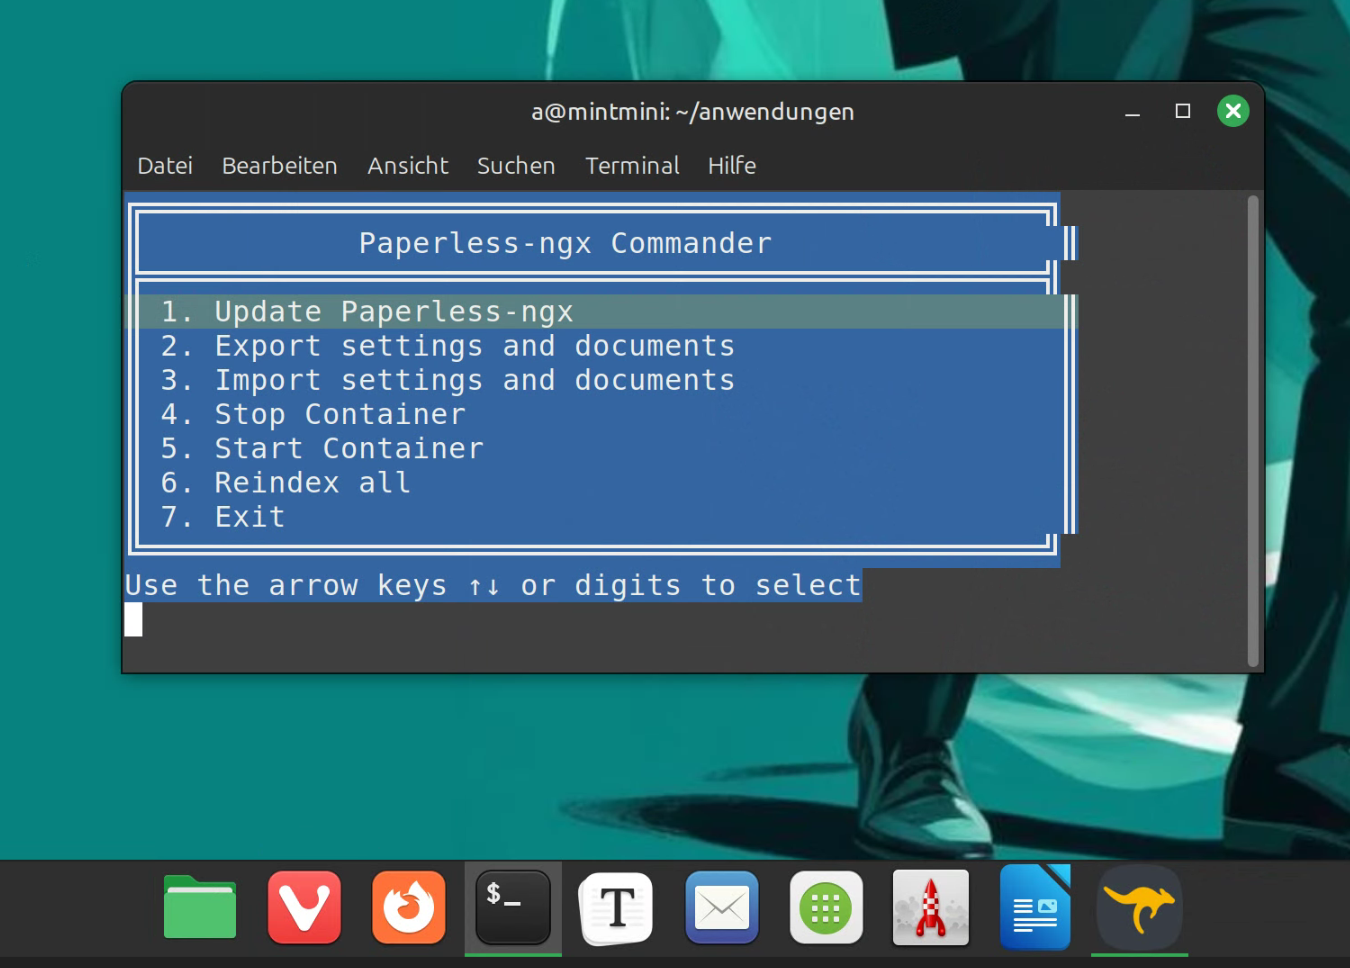 a@mintmini: ~/anwendungen
Datei Bearbeiten Ansicht Suchen Terminal Hilfe
Paperless-ngx Commander
1. Update Paperless-ngx
2. Export settings and documents
3. Import settings and documents
4. Stop Container
5. Start Container
6. Reindex all
7. Exit
Use the arrow keys ↑↓ or digits to select
$_
T